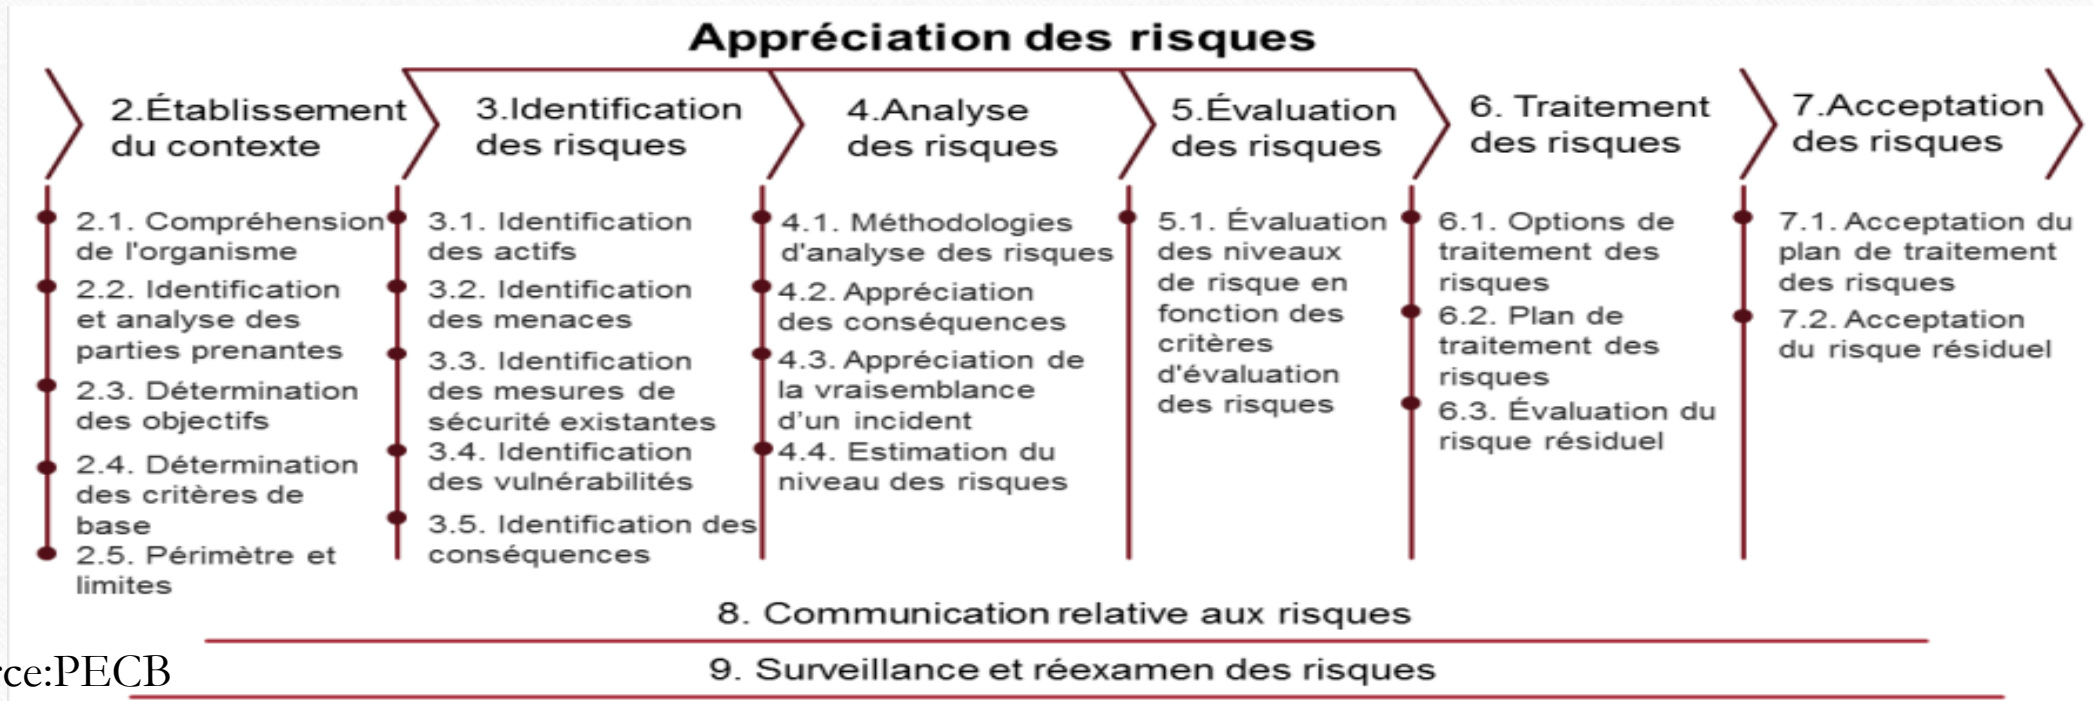 Appréciation des risques
2.Établissement
du contexte
2.1. Compréhension
de l'organisme
2.2. Identification
et analyse des
parties prenantes
2.3. Détermination
des objectifs
2.4. Détermination
des critères de
base
2.5. Périmètre et
limites
3.Identification
des risques
3.1. Identification
des actifs
3.2. Identification
des menaces
3.3. Identification
des mesures de
sécurité existantes
3.4. Identification
des vulnérabilités
3.5. Identification des
conséquences
4.Analyse
des risques
4.1. Méthodologies
d'analyse des risques
4.2. Appréciation
des conséquences
4.3. Appréciation de
la vraisemblance
d’un incident
4.4. Estimation du
niveau des risques
5.Évaluation
des risques
5.1. Évaluation
des niveaux
de risque en
fonction des
critères
d'évaluation
des risques
6. Traitement
des risques
6.1. Options de
traitement des
risques
6.2. Plan de
traitement des
risques
6.3. Évaluation du
risque résiduel
7.Acceptation
des risques
7.1. Acceptation du
plan de traitement
des risques
7.2. Acceptation
du risque résiduel
8. Communication relative aux risques
9. Surveillance et réexamen des risques
rce:PECB